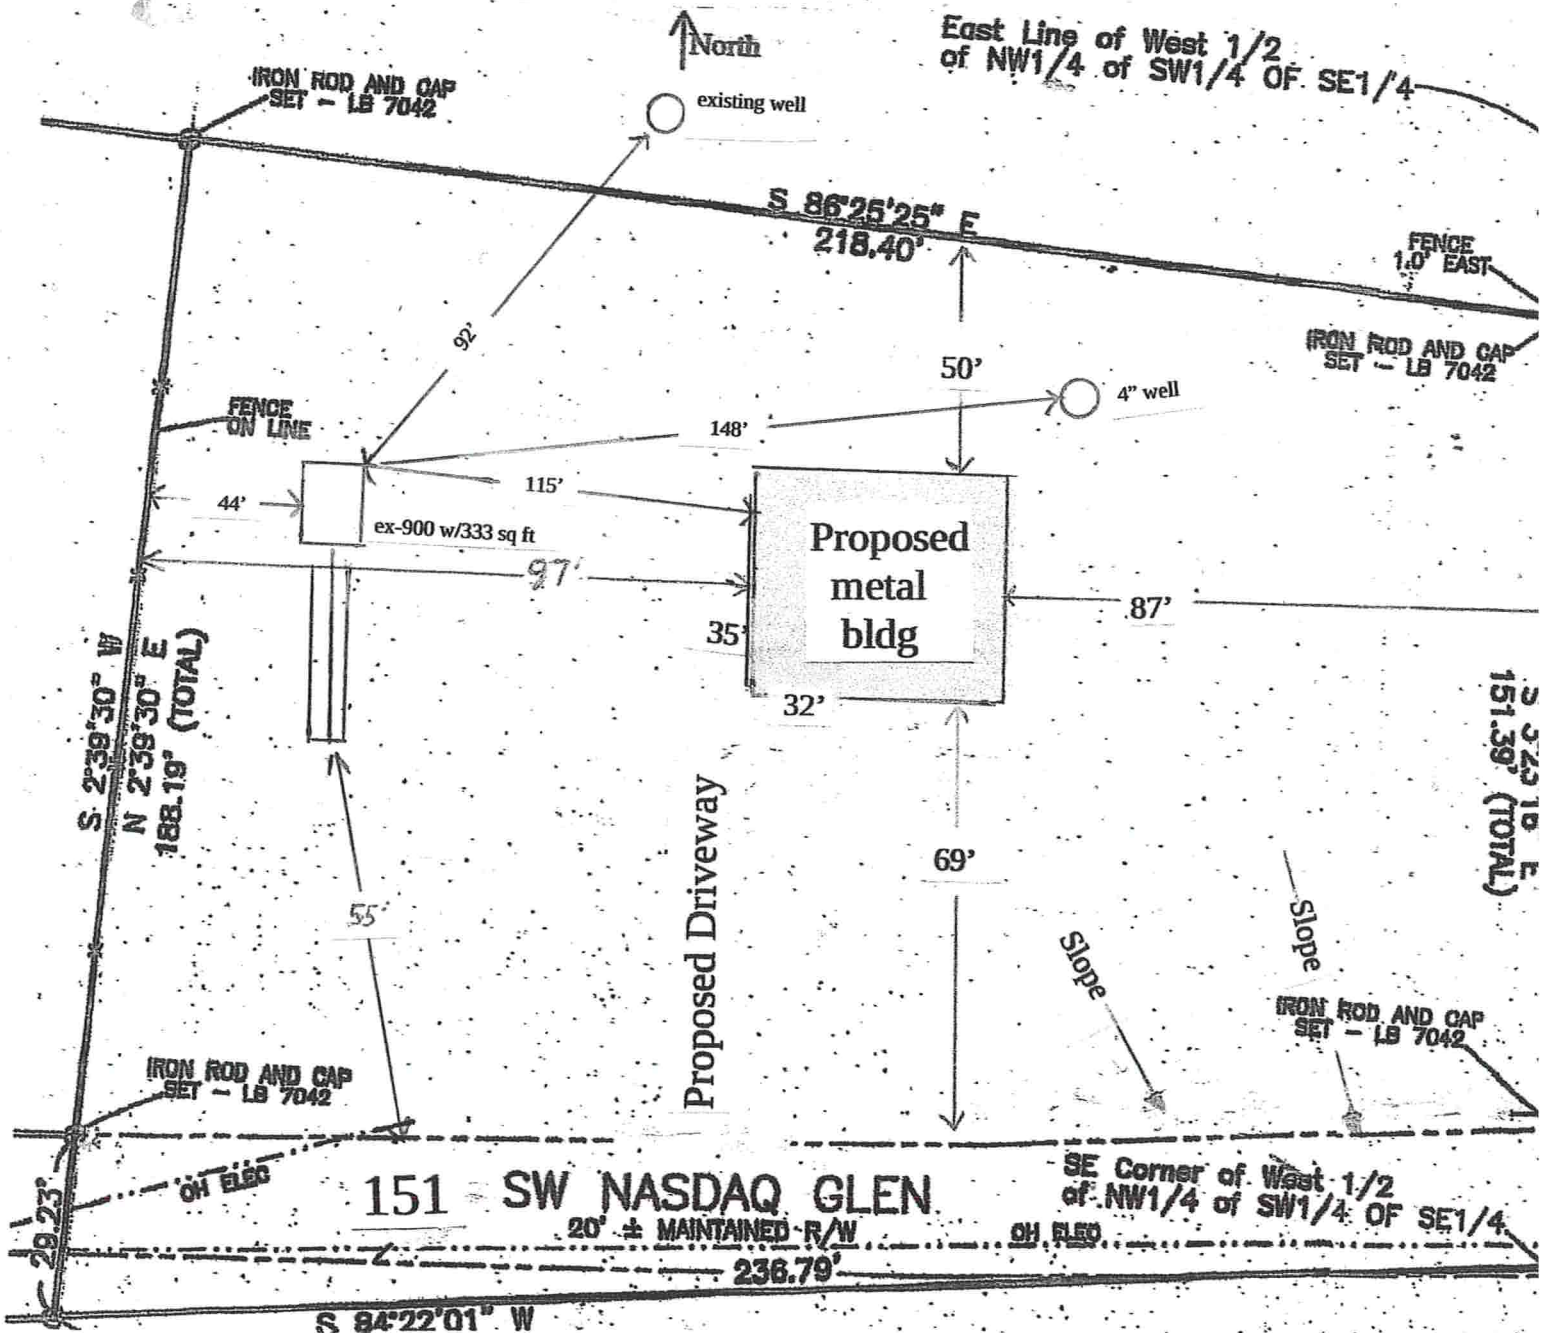 North
East Line of West 1/2
of NW1/4 of SW1/4 OF SE1/4
IRON ROD AND CAP
SET - LB 7042
existing well
S 86°25'25" E
218.40'
FENCE
1.0' EAST
IRON ROD AND CAP
SET - LB 7042
92'
50'
4" well
FENCE
ON LINE
148'
115'
44'
ex-900 w/333 sq ft
97'
Proposed
metal
bldg
87'
35'
32'
S 2°39'30" W
N 2°39'30" E
188.19' (TOTAL)
151.39' (TOTAL)
69'
55'
Proposed Driveway
Slope
Slope
IRON ROD AND CAP
SET - LB 7042
IRON ROD AND CAP
SET - LB 7042
OH ELEC
29.23'
151 SW NASDAQ GLEN
20' ± MAINTAINED R/W
OH ELEC
SE Corner of West 1/2
of NW1/4 of SW1/4 OF SE1/4
236.79'
S 84°22'01" W